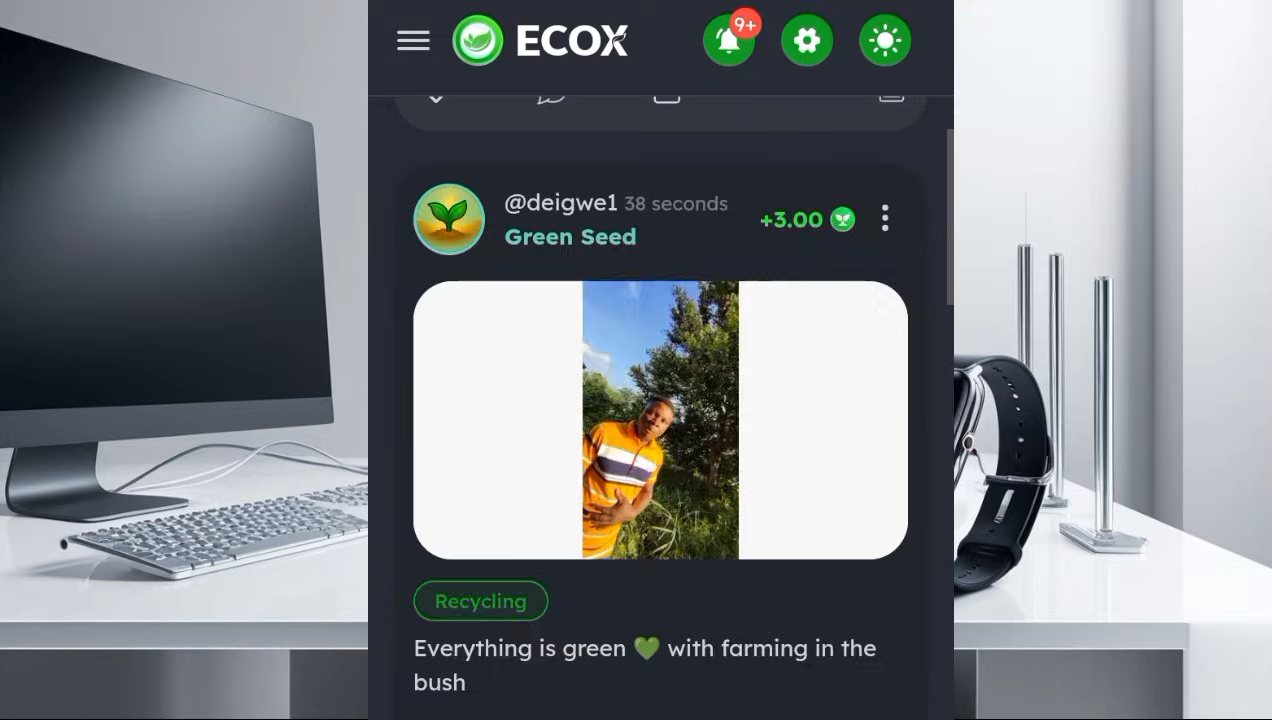 ECOX
9+
@deigwe1 38 seconds
+3.00
Green Seed
Recycling
Everything is green 💚 with farming in the
bush